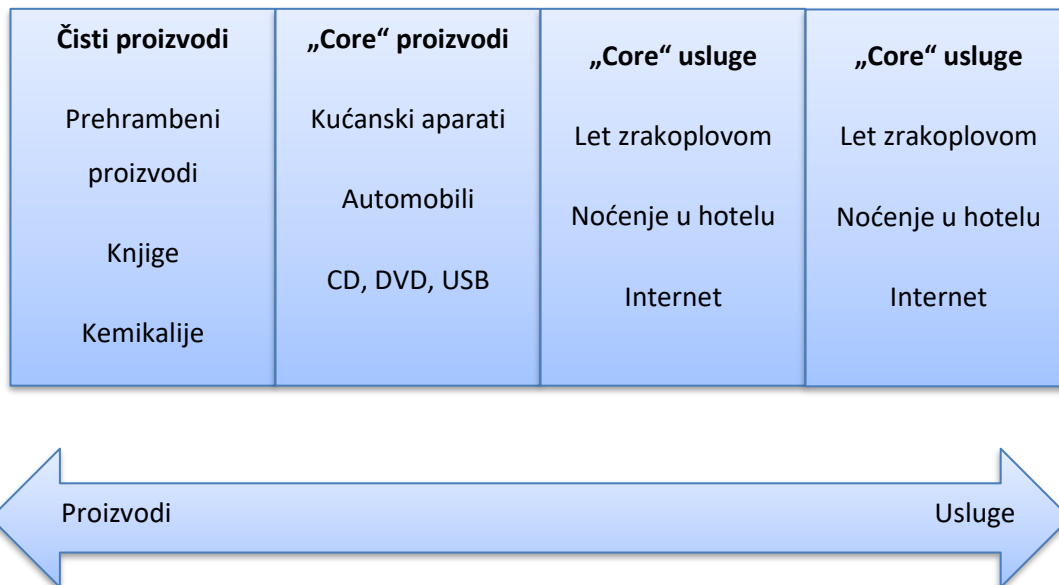 Čisti proizvodi
Prehrambeni
proizvodi
Knjige
Kemikalije
„Core“ proizvodi
Kućanski aparati
Automobili
CD, DVD, USB
„Core“ usluge
Let zrakoplovom
Noćenje u hotelu
Internet
„Core“ usluge
Let zrakoplovom
Noćenje u hotelu
Internet
Proizvodi
Usluge